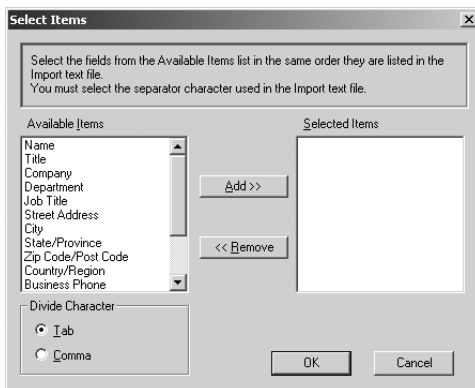 Select Items
Select the fields from the Available Items list in the same order they are listed in the
Import text file.
You must select the separator character used in the Import text file.
Available Items
Selected Items
Name
Title
Company
Department
Job Title
Street Address
City
State/Province
Zip Code/Post Code
Country/Region
Business Phone
Add >>
<< Remove
Divide Character
Tab
Comma
OK
Cancel